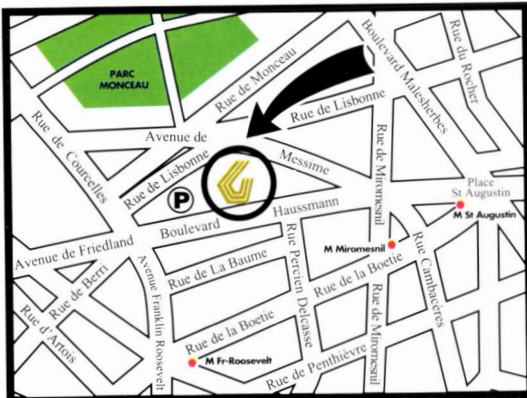 PARC
MONCEAU
Rue de Monceau
Boulevard Malesherbes
Rue du Rocher
Rue de Lisbonne
Rue de Courcelles
Avenue de
Messime
Rue de Lisbonne
Rue de Miromesnil
P
Place
St Augustin
M St Augustin
Haussmann
Boulevard
Avenue de Friedland
M Miromesnil
Rue de La Baume
Rue Percien Delcasse
Rue de la Boetie
Rue Cambacères
Rue de Berri
Avenue Franklin Roosevelt
Rue d'Artois
Rue de la Boetie
Rue de Miromesnil
M Fr-Roosevelt
Rue de Penthièvre